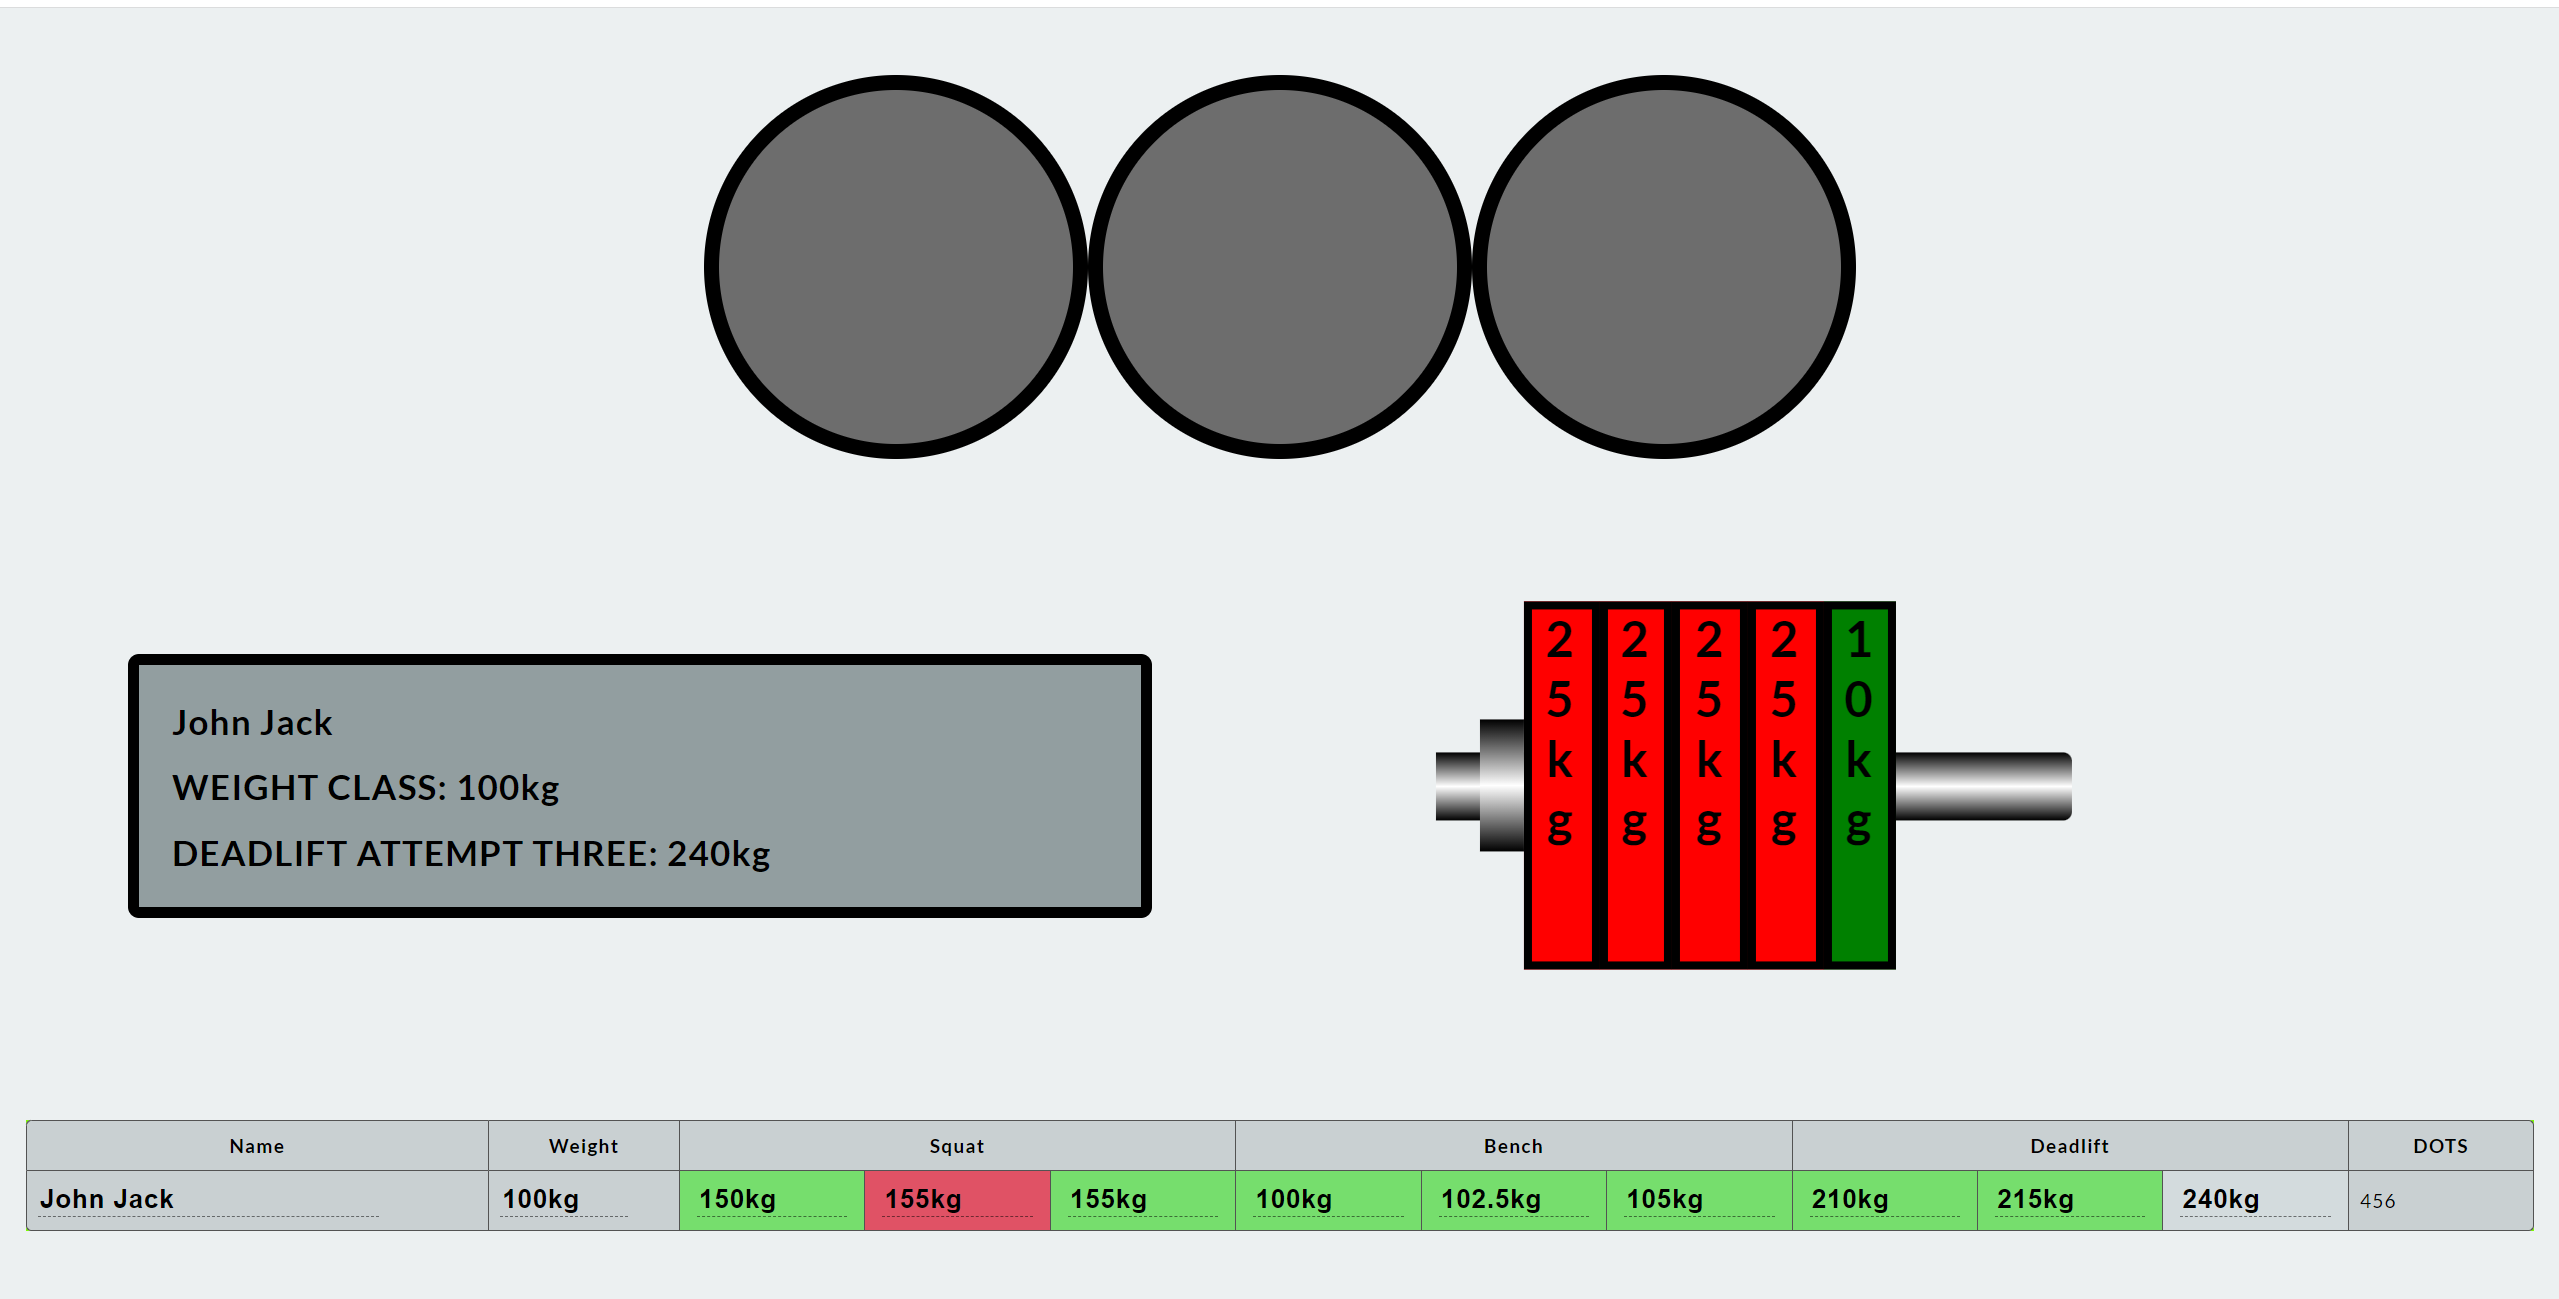 25kg 25kg 25kg 25kg 10kg
John Jack
WEIGHT CLASS: 100kg
DEADLIFT ATTEMPT THREE: 240kg
Name Weight Squat Bench Deadlift DOTS
John Jack 100kg 150kg 155kg 155kg 100kg 102.5kg 105kg 210kg 215kg 240kg 456